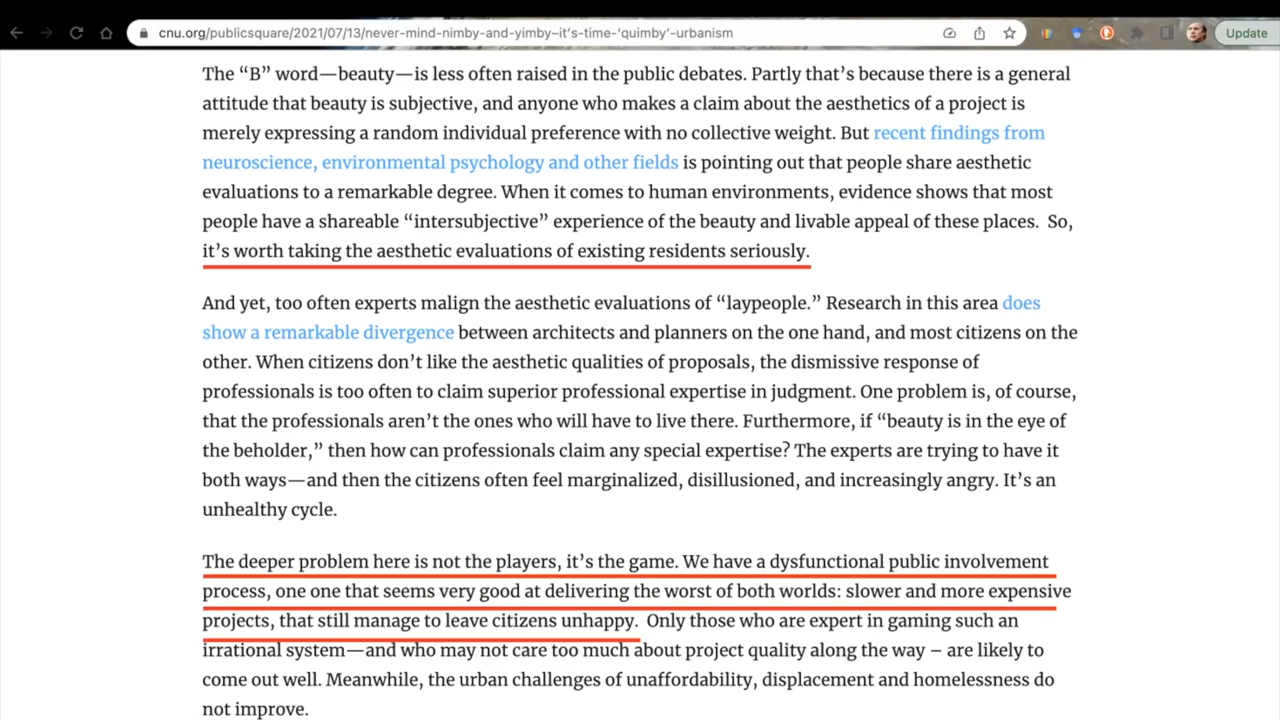 cnu.org/publicsquare/2021/07/13/never-mind-nimby-and-yimby–it's-time-'quimby'-urbanism
Update
The “B” word—beauty—is less often raised in the public debates. Partly that’s because there is a general
attitude that beauty is subjective, and anyone who makes a claim about the aesthetics of a project is
merely expressing a random individual preference with no collective weight. But recent findings from
neuroscience, environmental psychology and other fields is pointing out that people share aesthetic
evaluations to a remarkable degree. When it comes to human environments, evidence shows that most
people have a shareable “intersubjective” experience of the beauty and livable appeal of these places. So,
it’s worth taking the aesthetic evaluations of existing residents seriously.
And yet, too often experts malign the aesthetic evaluations of “laypeople.” Research in this area does
show a remarkable divergence between architects and planners on the one hand, and most citizens on the
other. When citizens don’t like the aesthetic qualities of proposals, the dismissive response of
professionals is too often to claim superior professional expertise in judgment. One problem is, of course,
that the professionals aren’t the ones who will have to live there. Furthermore, if “beauty is in the eye of
the beholder,” then how can professionals claim any special expertise? The experts are trying to have it
both ways—and then the citizens often feel marginalized, disillusioned, and increasingly angry. It’s an
unhealthy cycle.
The deeper problem here is not the players, it’s the game. We have a dysfunctional public involvement
process, one one that seems very good at delivering the worst of both worlds: slower and more expensive
projects, that still manage to leave citizens unhappy. Only those who are expert in gaming such an
irrational system—and who may not care too much about project quality along the way – are likely to
come out well. Meanwhile, the urban challenges of unaffordability, displacement and homelessness do
not improve.